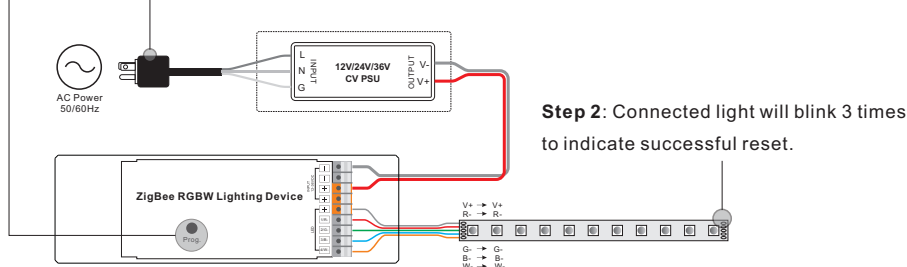 L
N
G
INPUT
12V/24V/36V
CV PSU
OUTPUT
V-
V+
AC Power
50/60Hz
Step 2: Connected light will blink 3 times
to indicate successful reset.
ZigBee RGBW Lighting Device
Prog.
LED
V+ → V+
R- → R-
G- → G-
B- → B-
W- → W-